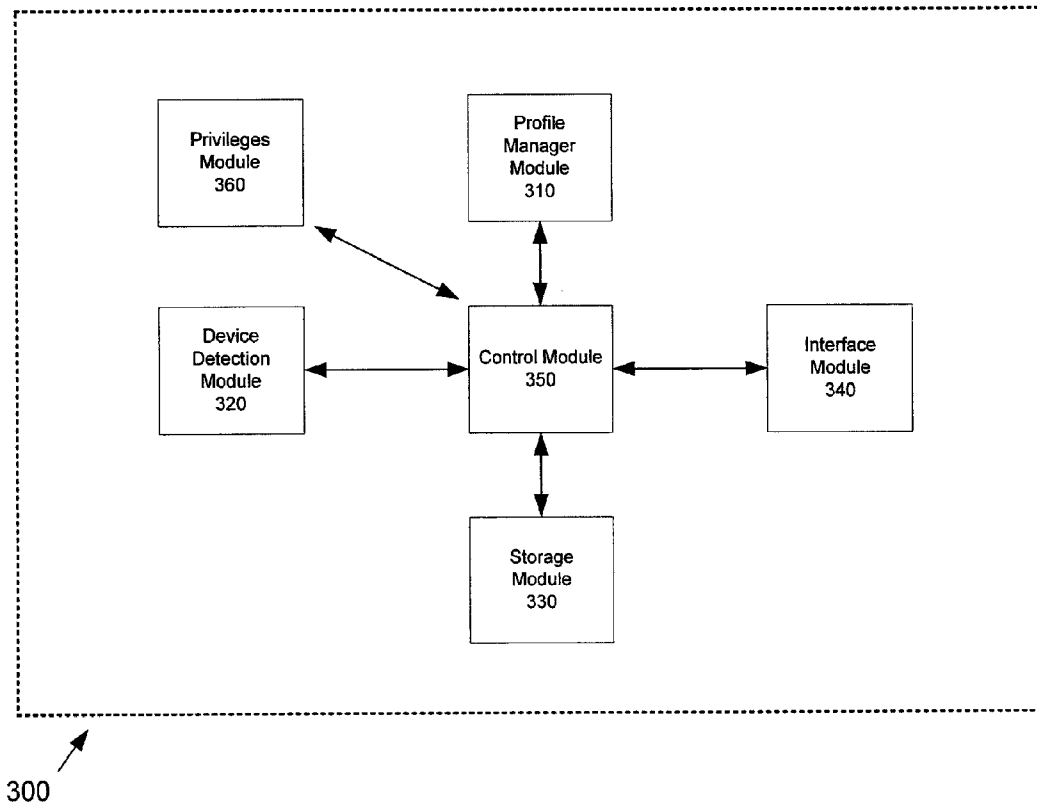 Privileges
Module
360
Profile
Manager
Module
310
Device
Detection
Module
320
Control Module
350
Interface
Module
340
Storage
Module
330
300